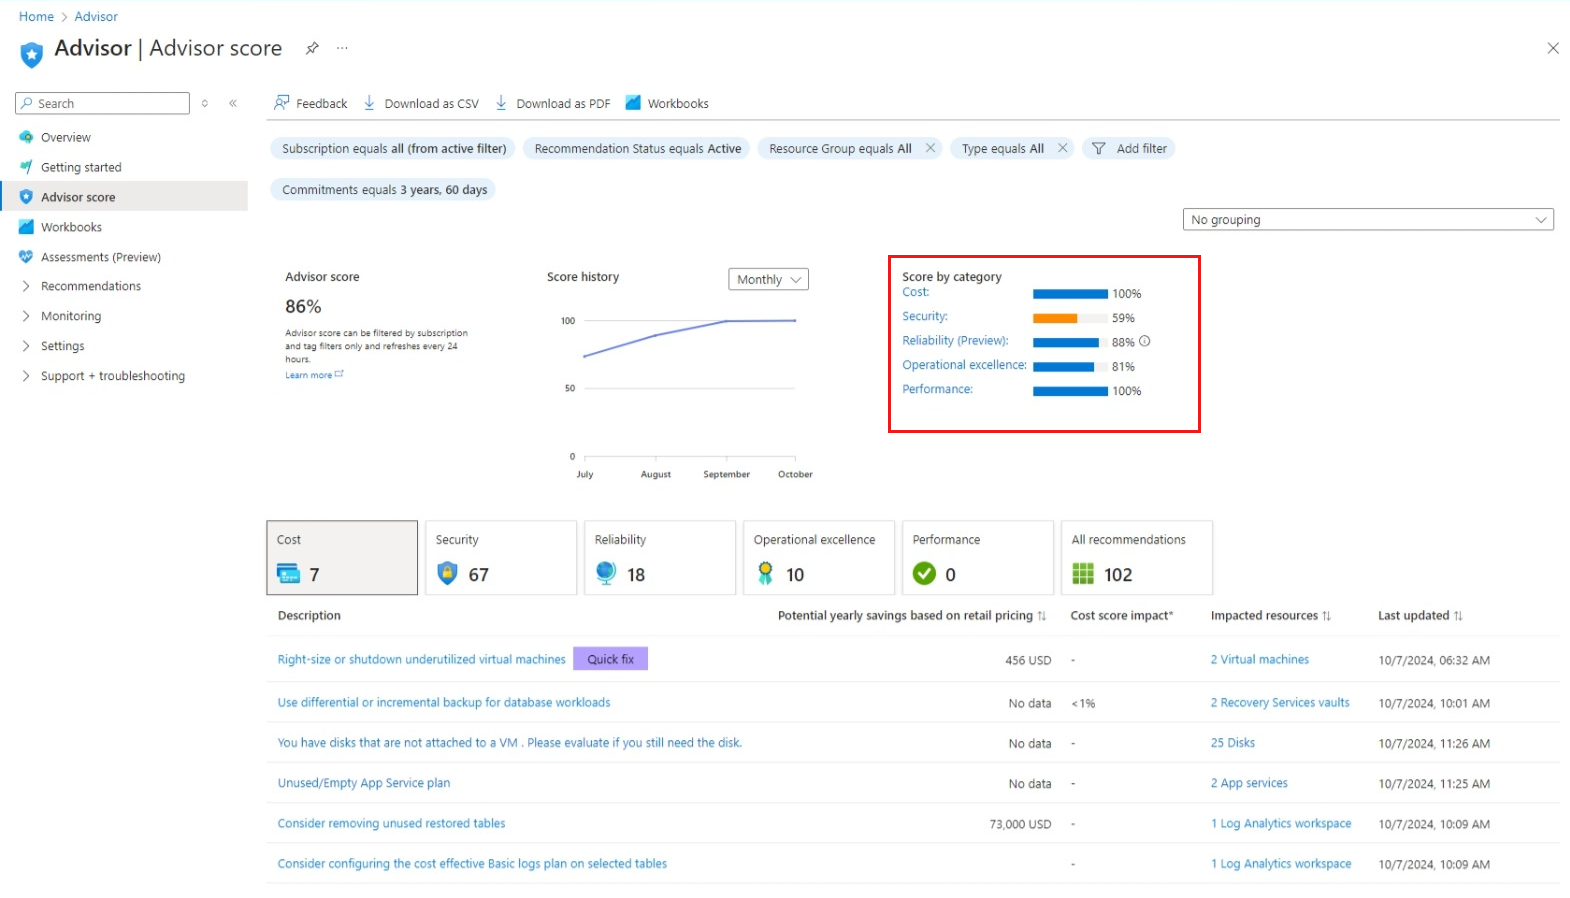 Home > Advisor
Advisor | Advisor score
Search
Overview
Getting started
Advisor score
Workbooks
Assessments (Preview)
Recommendations
Monitoring
Settings
Support + troubleshooting
Feedback Download as CSV Download as PDF Workbooks
Subscription equals all (from active filter) Recommendation Status equals Active Resource Group equals All Type equals All Add filter
Commitments equals 3 years, 60 days
No grouping
Advisor score
86%
Advisor score can be filtered by subscription
and tag filters only and refreshes every 24
hours.
Learn more
Score history
Monthly
100
50
0
July August September October
Score by category
Cost: 100%
Security: 59%
Reliability (Preview): 88%
Operational excellence: 81%
Performance: 100%
Cost
7
Security
67
Reliability
18
Operational excellence
10
Performance
0
All recommendations
102
Description Potential yearly savings based on retail pricing Cost score impact* Impacted resources Last updated
Right-size or shutdown underutilized virtual machines Quick fix 456 USD - 2 Virtual machines 10/7/2024, 06:32 AM
Use differential or incremental backup for database workloads No data <1% 2 Recovery Services vaults 10/7/2024, 10:01 AM
You have disks that are not attached to a VM . Please evaluate if you still need the disk. No data - 25 Disks 10/7/2024, 11:26 AM
Unused/Empty App Service plan No data - 2 App services 10/7/2024, 11:25 AM
Consider removing unused restored tables 73,000 USD - 1 Log Analytics workspace 10/7/2024, 10:09 AM
Consider configuring the cost effective Basic logs plan on selected tables - 1 Log Analytics workspace 10/7/2024, 10:09 AM